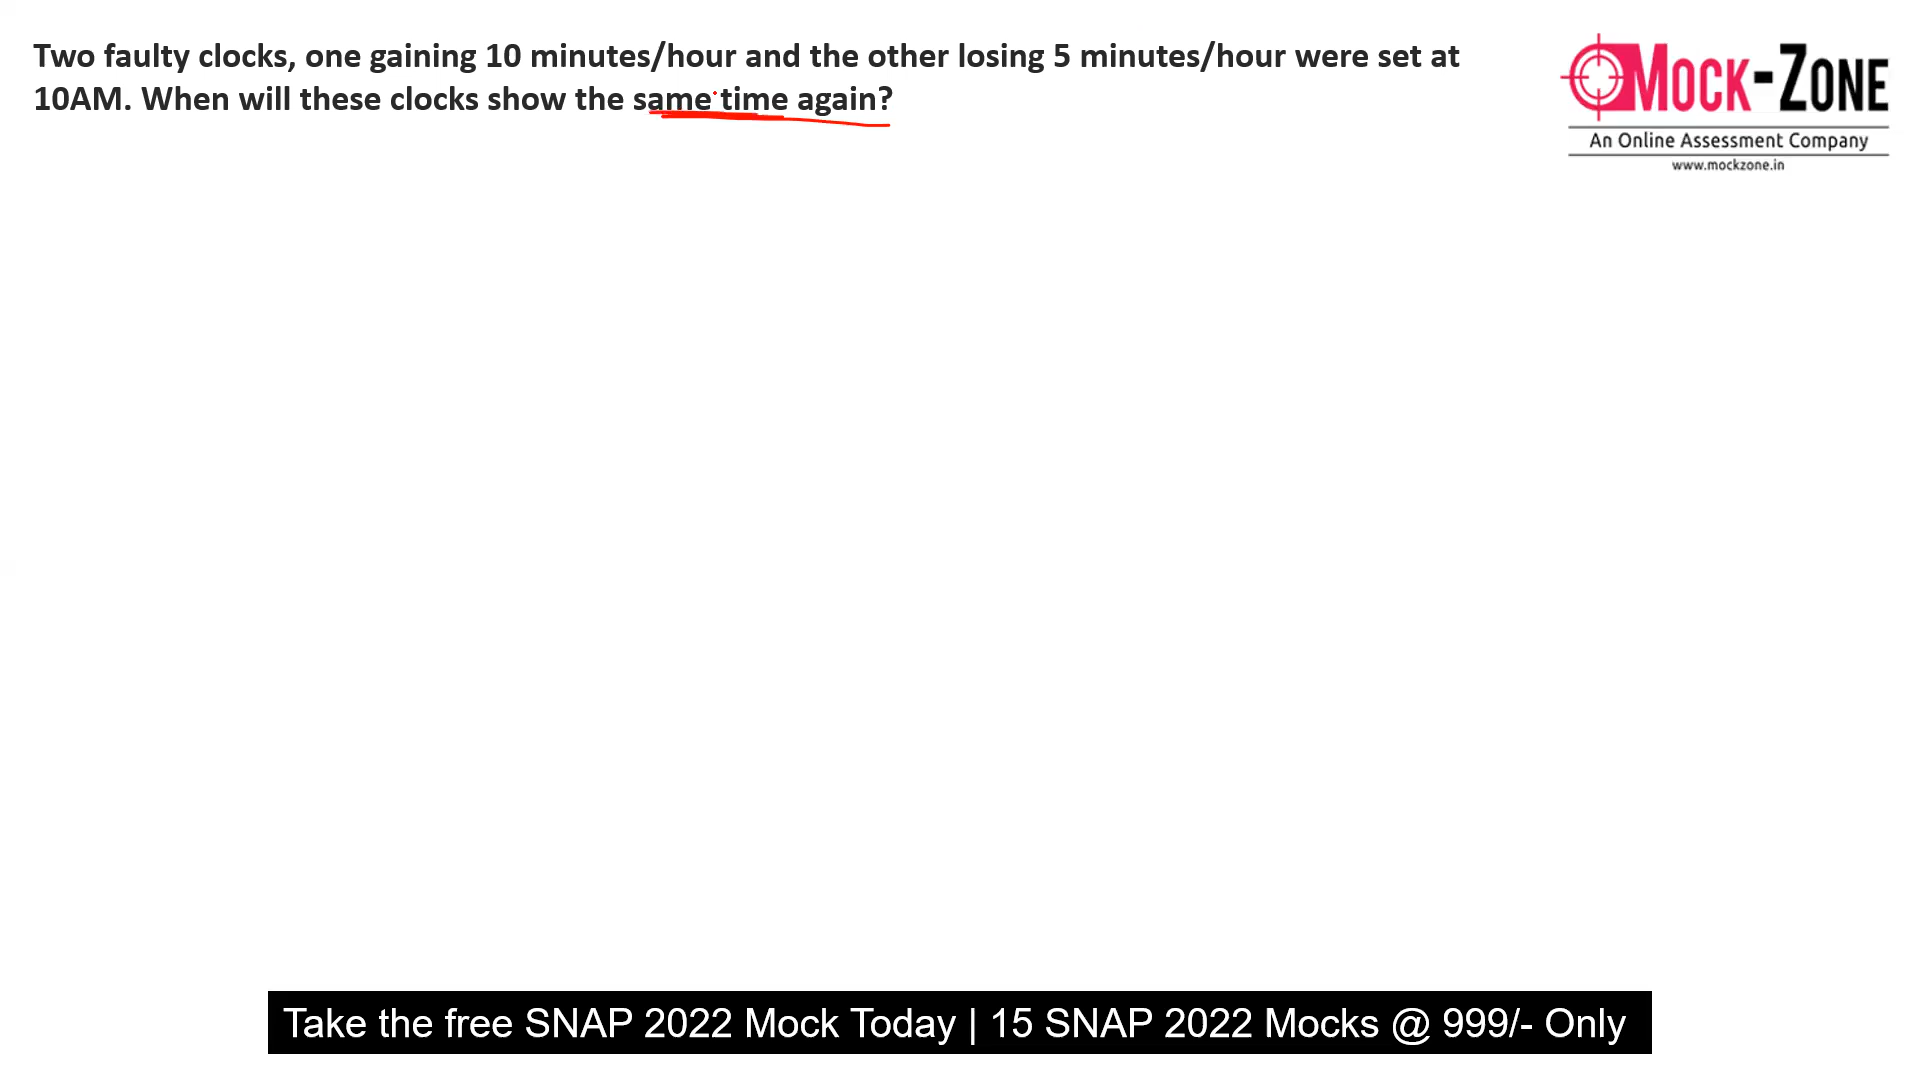 Two faulty clocks, one gaining 10 minutes/hour and the other losing 5 minutes/hour were set at
10AM. When will these clocks show the same time again?
MOCK-ZONE
An Online Assessment Company
www.mockzone.in
Take the free SNAP 2022 Mock Today | 15 SNAP 2022 Mocks @ 999/- Only